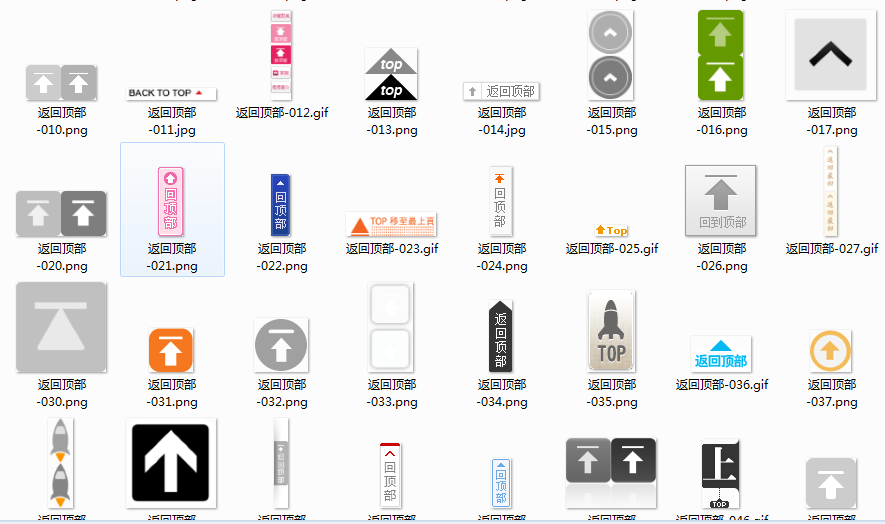 top
top
BACK TO TOP
返回顶部
返回顶部
-010.png
返回顶部
-011.jpg
返回顶部-012.gif
返回顶部
-013.png
返回顶部
-014.jpg
返回顶部
-015.png
返回顶部
-016.png
返回顶部
-017.png
回顶部
回顶部
TOP 移至最上頁
回顶部
Top
回到顶部
返回顶部
-020.png
返回顶部
-021.png
返回顶部
-022.png
返回顶部-023.gif
返回顶部
-024.png
返回顶部-025.gif
返回顶部
-026.png
返回顶部-027.gif
返回顶部
TOP
返回顶部
返回顶部
-030.png
返回顶部
-031.png
返回顶部
-032.png
返回顶部
-033.png
返回顶部
-034.png
返回顶部
-035.png
返回顶部-036.gif
返回顶部
-037.png
回顶部
回顶部
上
TOP